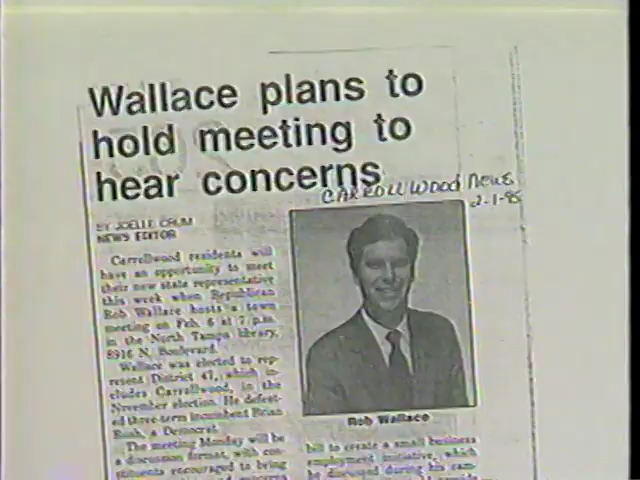 Wallace plans to
hold meeting to
hear concerns
CARROLLWOOD News
2-1-95
BY JOELLE
NEWS EDITOR
Carrollwood residents will
have an opportunity to meet
their new state representative
this week when Republican
Rob Wallace hosts a town
meeting on Feb. 6 at 7 p.m.
in the North Tampa library,
8916 N. Boulevard.
Wallace was elected to rep-
resent District 47, which in-
cludes Carrollwood, in the
November election. He defeat-
ed three-term incumbent Brian
Rush, a Democrat.
The meeting Monday will be
a discussion format, with con-
stituents encouraged to bring
Rob Wallace
bill to create a small business
employment initiative, which
he discussed during his cam-